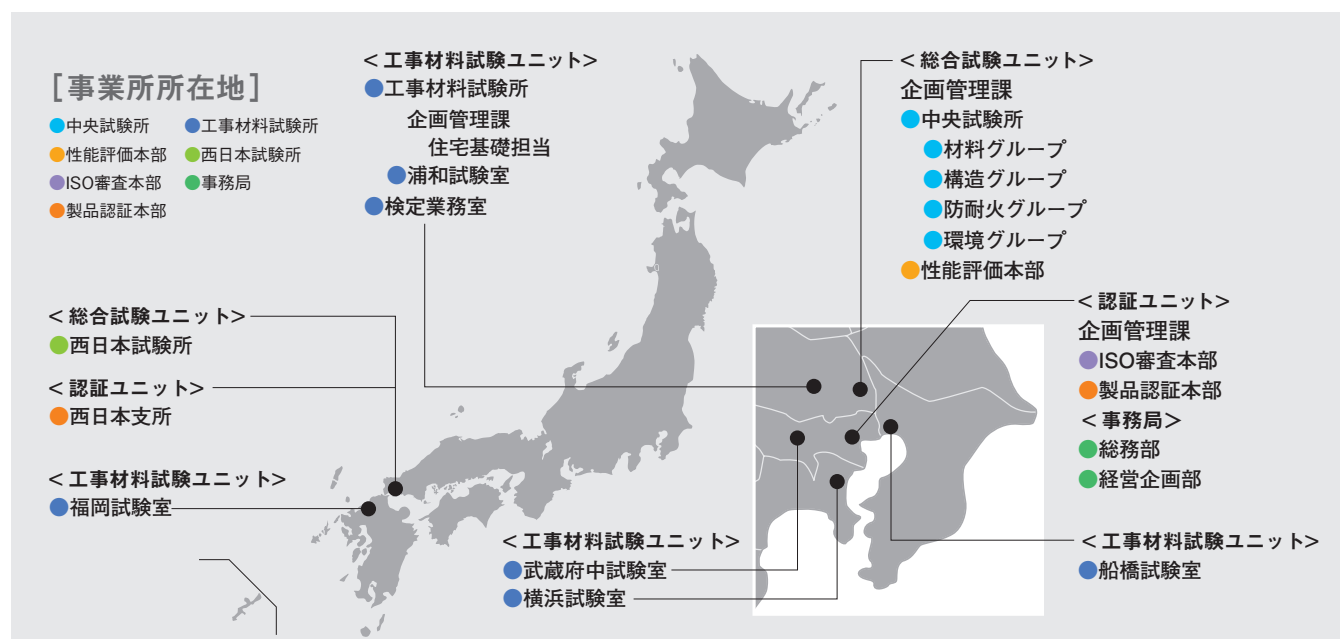 [事業所所在地]
●中央試験所 ●工事材料試験所
●性能評価本部 ●西日本試験所
●ISO審査本部 ●事務局
●製品認証本部
<工事材料試験ユニット>
●工事材料試験所
企画管理課
住宅基礎担当
●浦和試験室
●検定業務室
<総合試験ユニット>
企画管理課
●中央試験所
●材料グループ
●構造グループ
●防耐火グループ
●環境グループ
●性能評価本部
<総合試験ユニット>
●西日本試験所
<認証ユニット>
●西日本支所
<工事材料試験ユニット>
●福岡試験室
<認証ユニット>
企画管理課
●ISO審査本部
●製品認証本部
<事務局>
●総務部
●経営企画部
<工事材料試験ユニット>
●武蔵府中試験室
●横浜試験室
<工事材料試験ユニット>
●船橋試験室